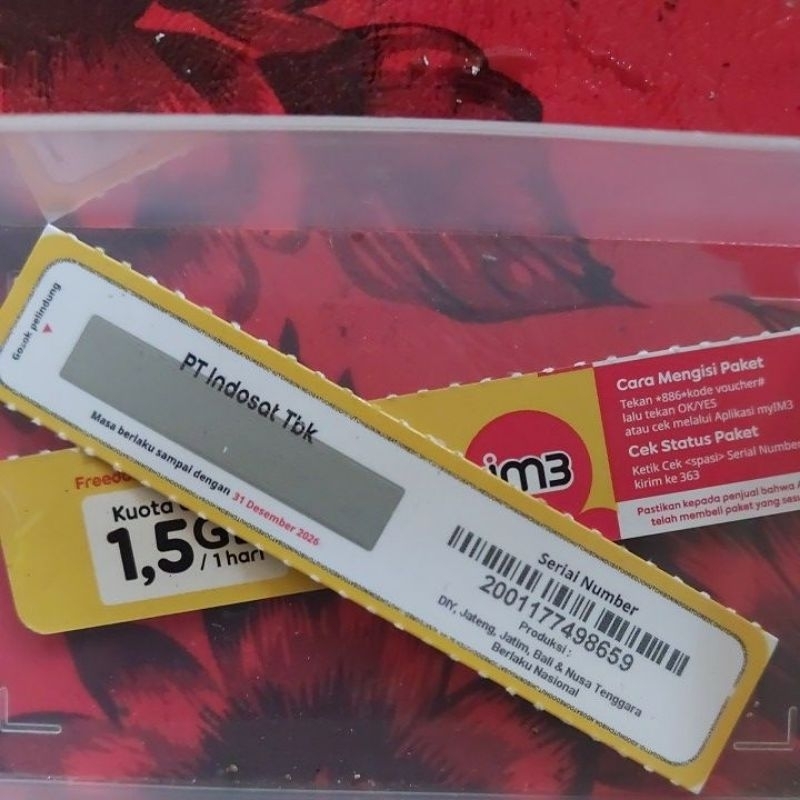 Gosok pelindung
PT Indosat Tbk
Masa berlaku sampai dengan 31 Desember 2026
Serial Number
2001177498659
Produksi :
DIY, Jateng, Jatim, Bali & Nusa Tenggara
Berlaku Nasional
Kuota
1,5
/ 1 hari
im3
Cara Mengisi Paket
Tekan *886*kode voucher#
lalu tekan OK/YES
atau cek melalui Aplikasi myIM3
Cek Status Paket
Ketik Cek <spasi> Serial Number
kirim ke 363
Pastikan kepada penjual bahwa
telah membeli paket yang